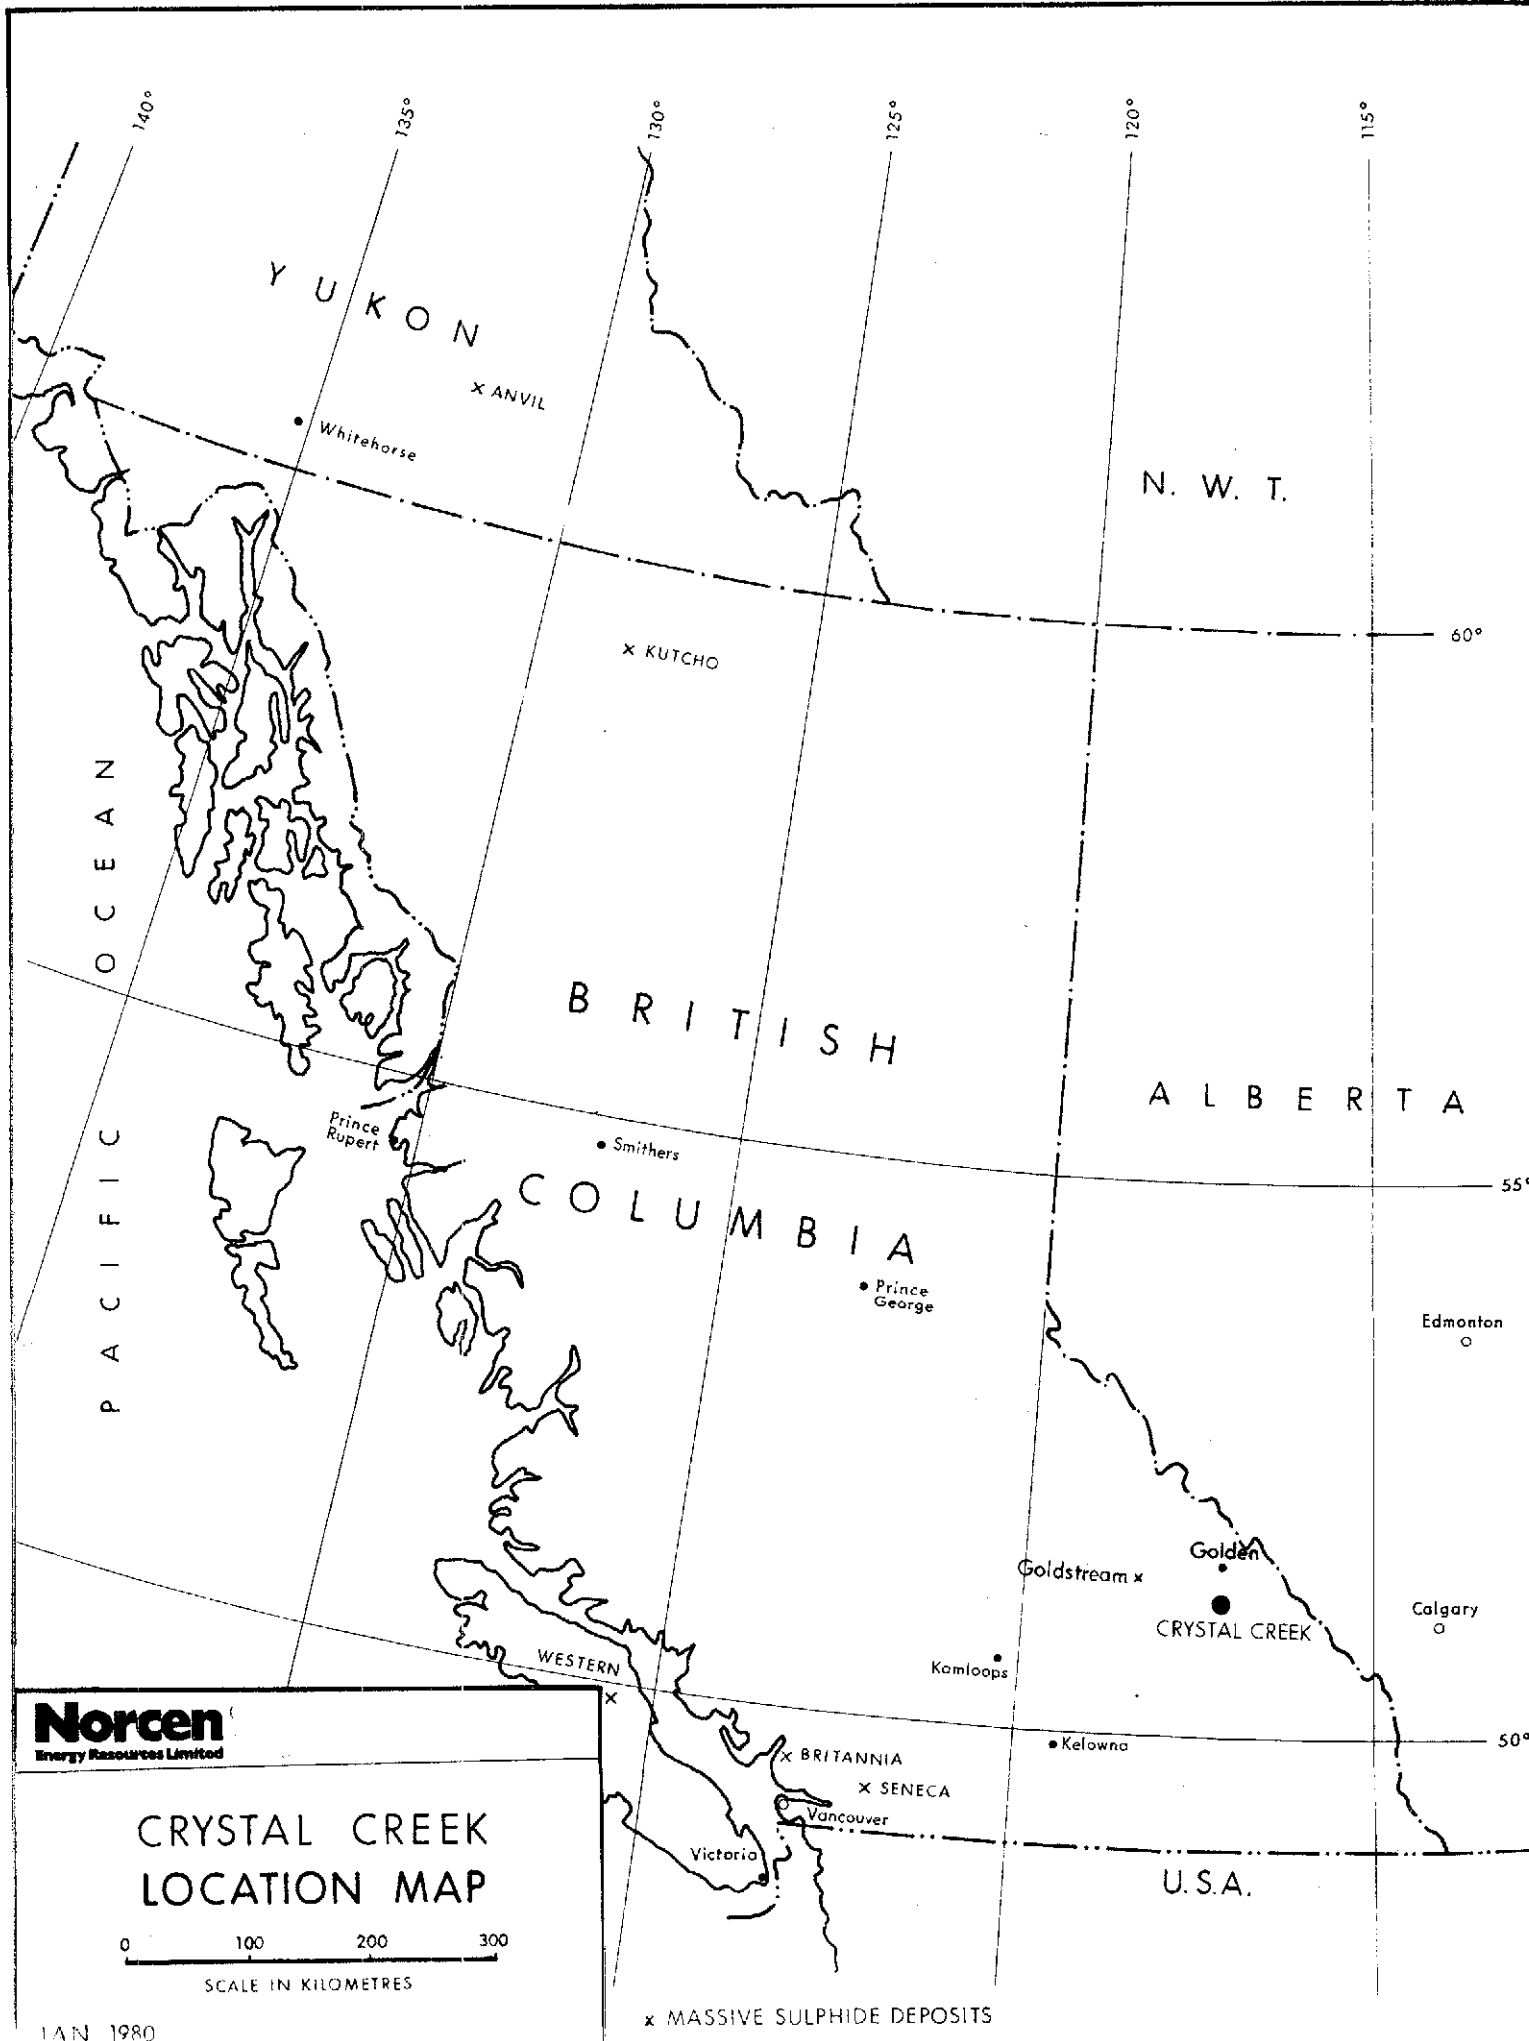 140°
135°
130°
125°
120°
115°
YUKON
x ANVIL
Whitehorse
N. W. T.
60°
x KUTCHO
PACIFIC OCEAN
BRITISH
COLUMBIA
ALBERTA
Prince
Rupert
Smithers
55°
Prince
George
Edmonton
Golden
Goldstream x
CRYSTAL CREEK
Calgary
Kamloops
WESTERN
x
50°
Kelowna
x BRITANNIA
x SENECA
Vancouver
Victoria
U.S.A.
Norcen
Energy Resources Limited
CRYSTAL CREEK
LOCATION MAP
0 100 200 300
SCALE IN KILOMETRES
JAN 1980
x MASSIVE SULPHIDE DEPOSITS